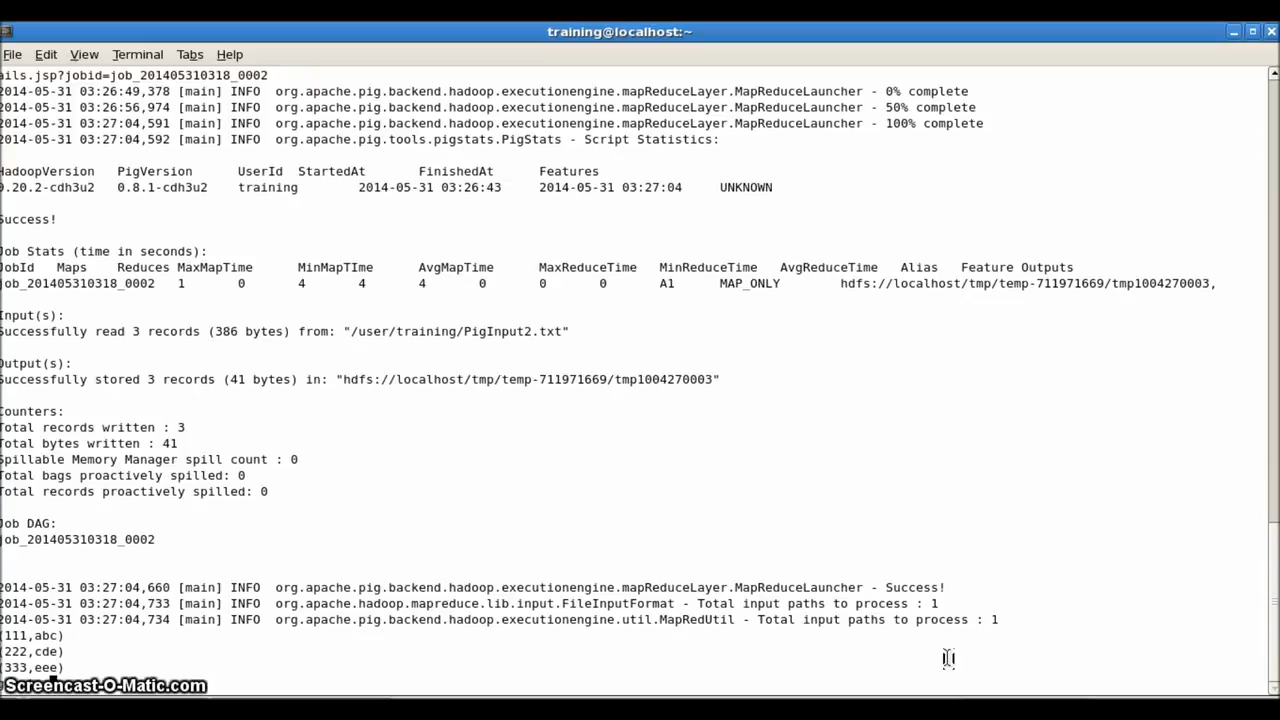 training@localhost:~
File Edit View Terminal Tabs Help
ails.jsp?jobid=job_201405310318_0002
2014-05-31 03:26:49,378 [main] INFO  org.apache.pig.backend.hadoop.executionengine.mapReduceLayer.MapReduceLauncher - 0% complete
2014-05-31 03:26:56,974 [main] INFO  org.apache.pig.backend.hadoop.executionengine.mapReduceLayer.MapReduceLauncher - 50% complete
2014-05-31 03:27:04,591 [main] INFO  org.apache.pig.backend.hadoop.executionengine.mapReduceLayer.MapReduceLauncher - 100% complete
2014-05-31 03:27:04,592 [main] INFO  org.apache.pig.tools.pigstats.PigStats - Script Statistics:
HadoopVersion   PigVersion      UserId  StartedAt       FinishedAt      Features
0.20.2-cdh3u2   0.8.1-cdh3u2    training        2014-05-31 03:26:43     2014-05-31 03:27:04     UNKNOWN
Success!
Job Stats (time in seconds):
JobId   Maps    Reduces MaxMapTime      MinMapTIme      AvgMapTime      MaxReduceTime   MinReduceTime   AvgReduceTime   Alias   Feature Outputs
job_201405310318_0002   1       0       4       4       4       0       0       0       A1      MAP_ONLY        hdfs://localhost/tmp/temp-711971669/tmp1004270003,
Input(s):
Successfully read 3 records (386 bytes) from: "/user/training/PigInput2.txt"
Output(s):
Successfully stored 3 records (41 bytes) in: "hdfs://localhost/tmp/temp-711971669/tmp1004270003"
Counters:
Total records written : 3
Total bytes written : 41
Spillable Memory Manager spill count : 0
Total bags proactively spilled: 0
Total records proactively spilled: 0
Job DAG:
job_201405310318_0002
2014-05-31 03:27:04,660 [main] INFO  org.apache.pig.backend.hadoop.executionengine.mapReduceLayer.MapReduceLauncher - Success!
2014-05-31 03:27:04,733 [main] INFO  org.apache.hadoop.mapreduce.lib.input.FileInputFormat - Total input paths to process : 1
2014-05-31 03:27:04,734 [main] INFO  org.apache.pig.backend.hadoop.executionengine.util.MapRedUtil - Total input paths to process : 1
(111,abc)
(222,cde)
(333,eee)
Screencast-O-Matic.com